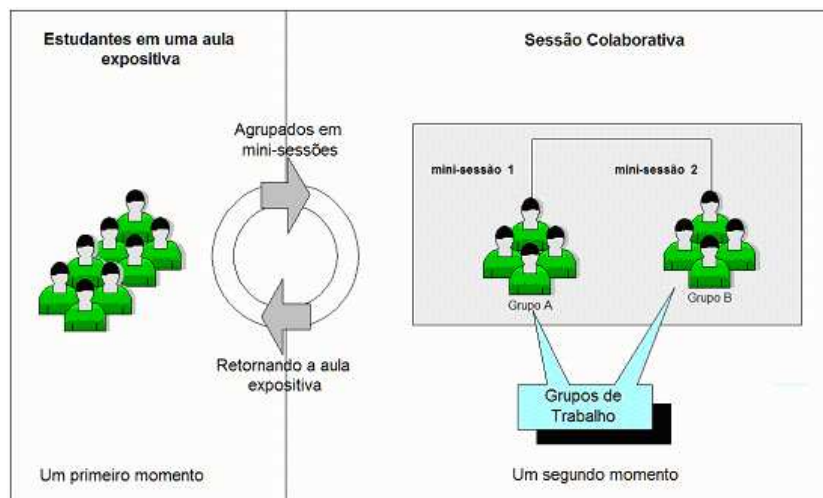 Estudantes em uma aula
expositiva
Agrupados em
mini-sessões
Retornando a aula
expositiva
Um primeiro momento
Sessão Colaborativa
mini-sessão 1
mini-sessão 2
Grupo A
Grupo B
Grupos de
Trabalho
Um segundo momento